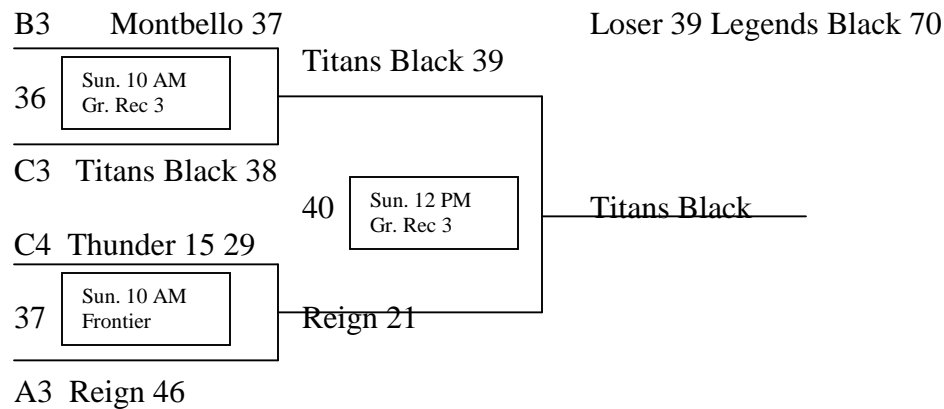 B3 Montbello 37
Loser 39 Legends Black 70
Titans Black 39
Sun. 10 AM
Gr. Rec 3
36
C3 Titans Black 38
40
Sun. 12 PM
Gr. Rec 3
Titans Black
C4 Thunder 15 29
Sun. 10 AM
Frontier
37
Reign 21
A3 Reign 46